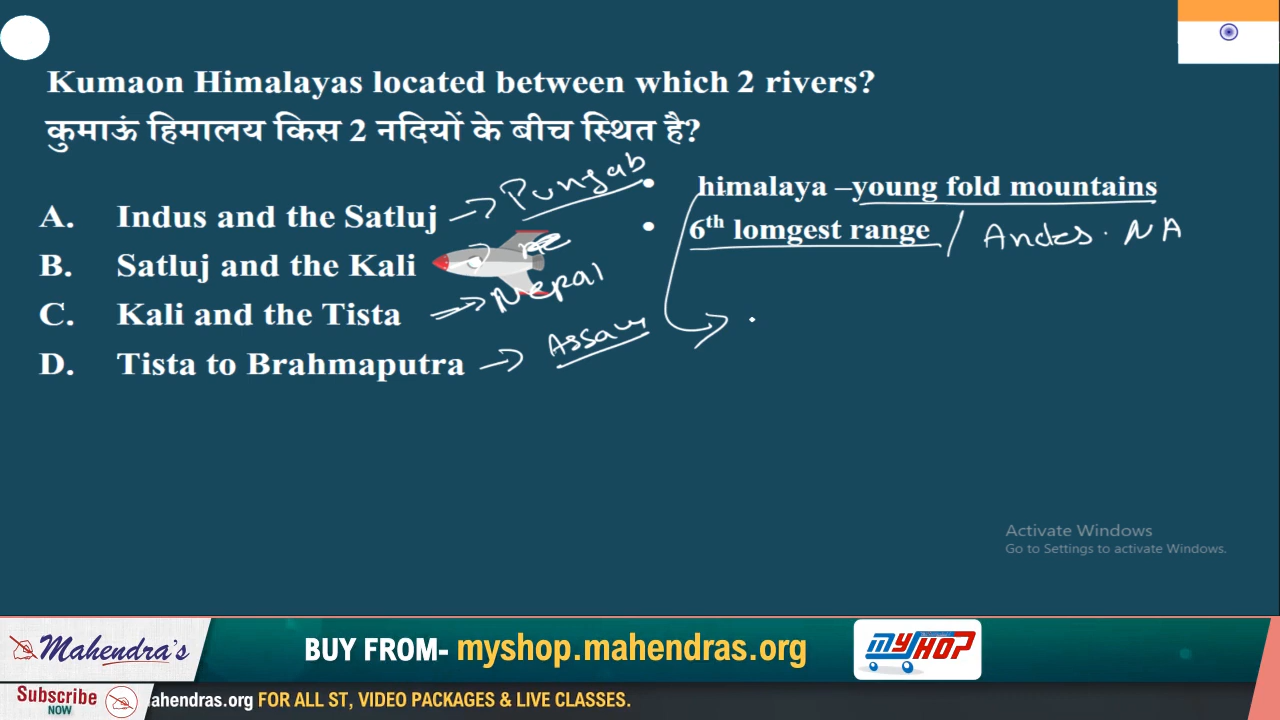 Kumaon Himalayas located between which 2 rivers?
कुमाऊं हिमालय किस 2 नदियों के बीच स्थित है?
A. Indus and the Satluj → Punjab
B. Satluj and the Kali
C. Kali and the Tista → Nepal
D. Tista to Brahmaputra → Assam
• himalaya –young fold mountains
• 6th lomgest range / Andes. NA
Activate Windows
Go to Settings to activate Windows.
Mahendra's
BUY FROM- myshop.mahendras.org
MY SHOP
Subscribe
NOW
ahendras.org FOR ALL ST, VIDEO PACKAGES & LIVE CLASSES.